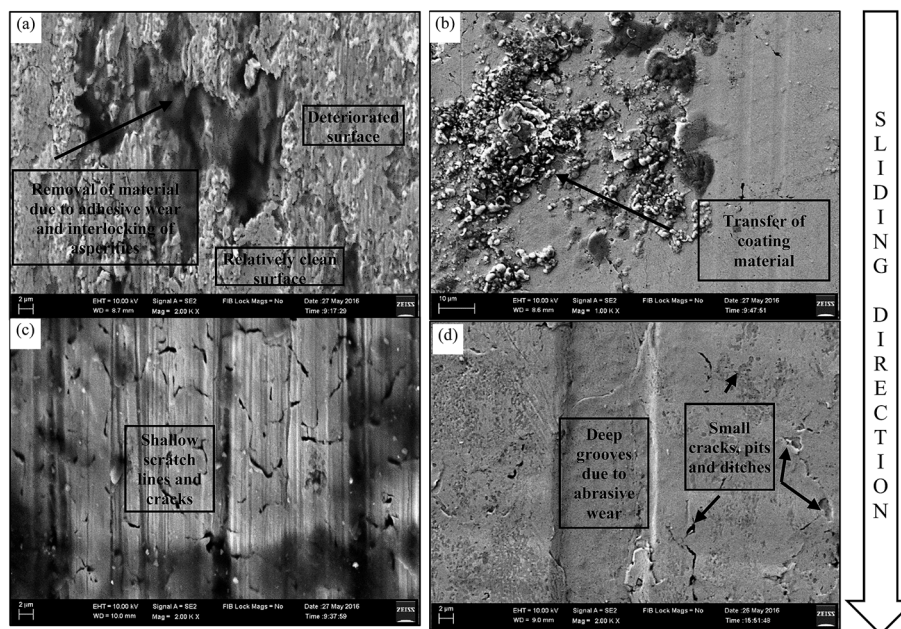 (a)
Deteriorated
surface
Removal of material
due to adhesive wear
and interlocking of
asperities
Relatively clean
surface
2 µm
EHT = 10.00 kV Signal A = SE2 FIB Lock Mags = No Date :27 May 2016
WD = 8.7 mm Mag = 2.00 K X Time :9:17:29
ZEISS
(b)
Transfer of
coating
material
10 µm
EHT = 10.00 kV Signal A = SE2 FIB Lock Mags = No Date :27 May 2016
WD = 8.6 mm Mag = 1.00 K X Time :9:47:51
ZEISS
(c)
Shallow
scratch
lines and
cracks
2 µm
EHT = 10.00 kV Signal A = SE2 FIB Lock Mags = No Date :27 May 2016
WD = 10.0 mm Mag = 2.00 K X Time :9:37:59
ZEISS
(d)
Deep
grooves
due to
abrasive
wear
Small
cracks, pits
and ditches
2 µm
EHT = 10.00 kV Signal A = SE2 FIB Lock Mags = No Date :26 May 2016
WD = 9.0 mm Mag = 2.00 K X Time :15:51:48
ZEISS
SLIDING DIRECTION